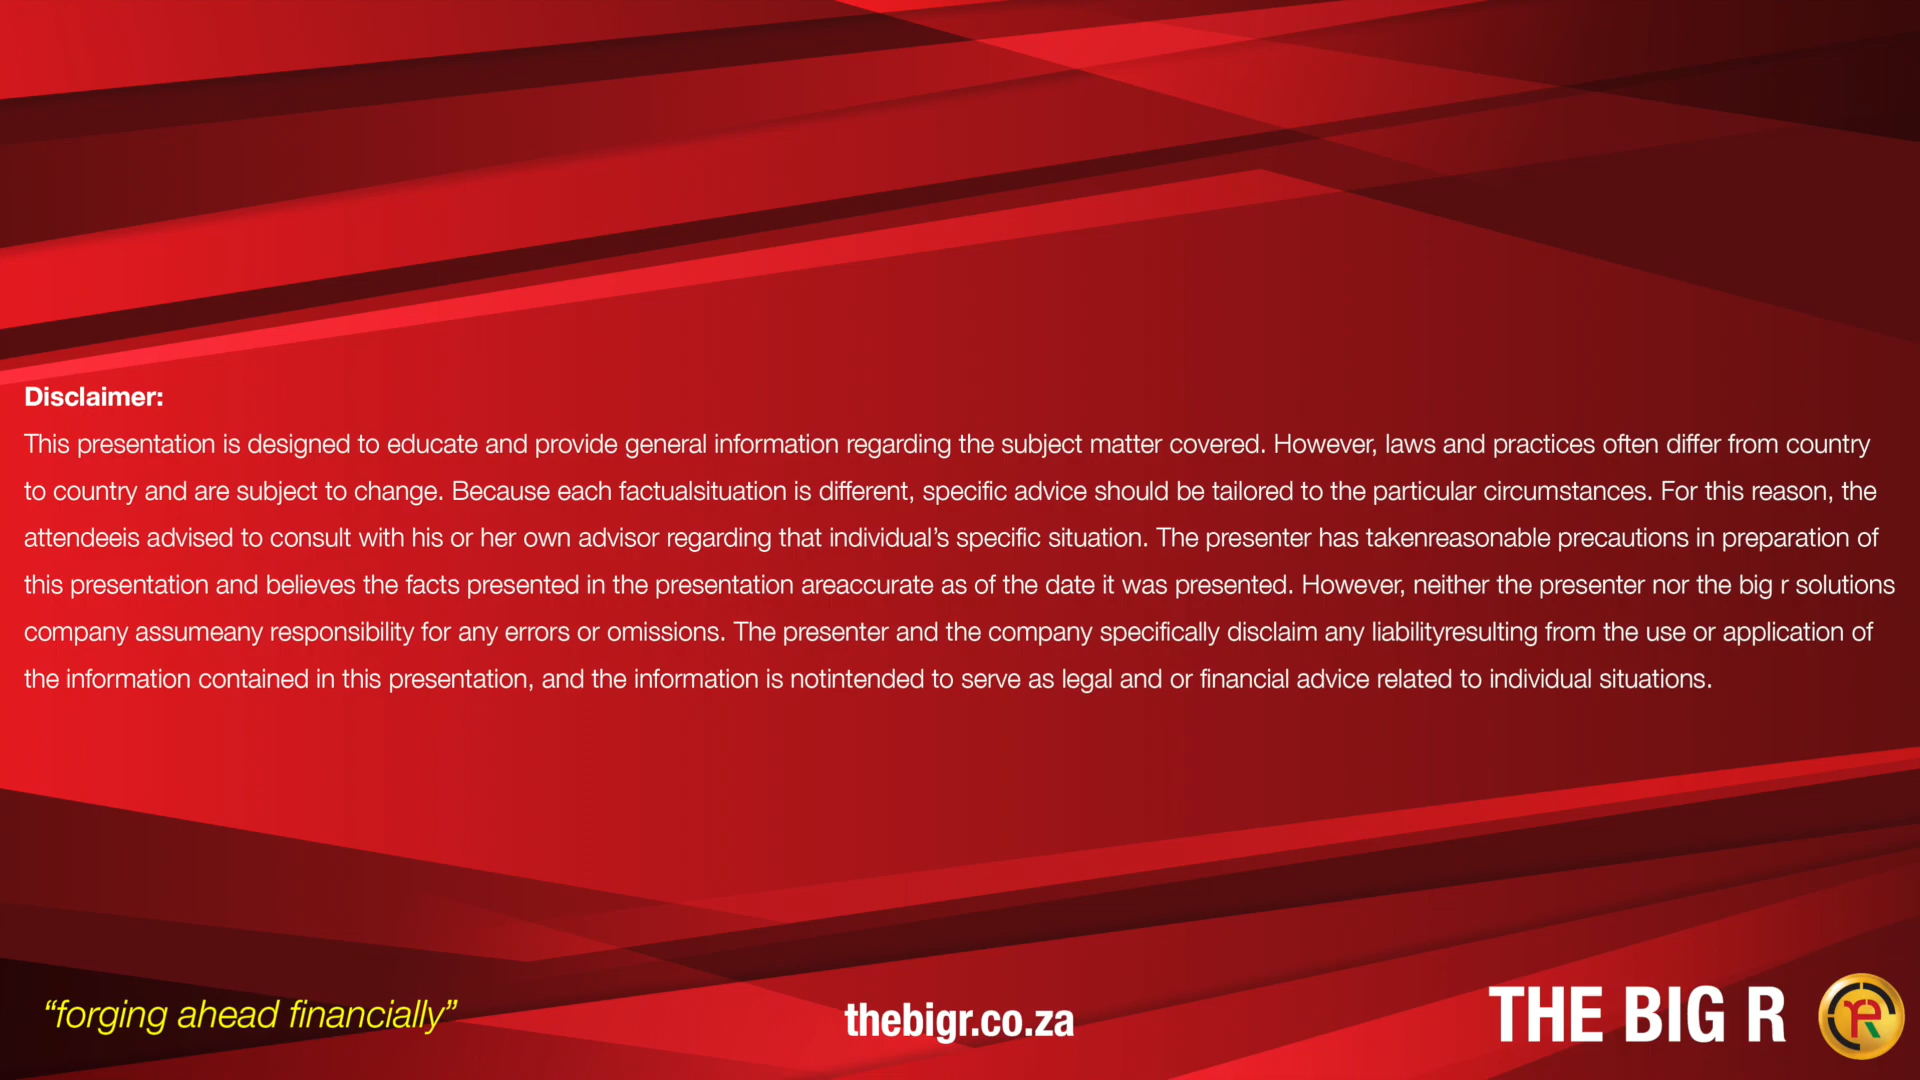 Disclaimer:
This presentation is designed to educate and provide general information regarding the subject matter covered. However, laws and practices often differ from country
to country and are subject to change. Because each factualsituation is different, specific advice should be tailored to the particular circumstances. For this reason, the
attendeeis advised to consult with his or her own advisor regarding that individual’s specific situation. The presenter has takenreasonable precautions in preparation of
this presentation and believes the facts presented in the presentation areaccurate as of the date it was presented. However, neither the presenter nor the big r solutions
company assumeany responsibility for any errors or omissions. The presenter and the company specifically disclaim any liabilityresulting from the use or application of
the information contained in this presentation, and the information is notintended to serve as legal and or financial advice related to individual situations.
“forging ahead financially”
thebigr.co.za
THE BIG R